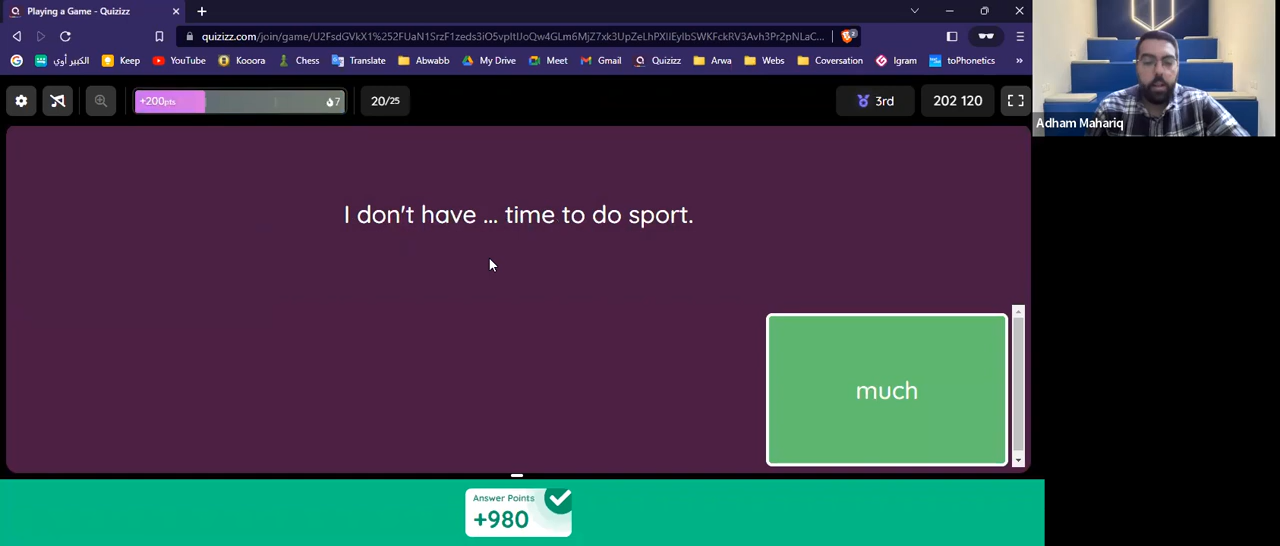 Playing a Game - Quizizz
quizizz.com/join/game/U2FsdGVkX1%252FUaN1SrzF1zeds3iO5vpItIJoQw4GLm6MjZ7xk3UpZeLhPXIIEyIbSWKFckRV3Avh3Pr2pNLaC...
2
الكبير أوي
Keep
YouTube
Kooora
Chess
Translate
Abwabb
My Drive
Meet
Gmail
Quizizz
Arwa
Webs
Coversation
Igram
toPhonetics
»
+200pts.
7
20/25
3rd
202 120
Adham Mahariq
I don't have ... time to do sport.
much
Answer Points
+980